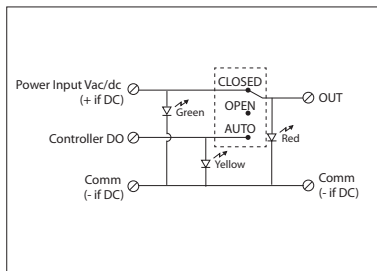 Power Input Vac/dc
(+ if DC)
CLOSED
Green
OPEN
OUT
AUTO
Controller DO
Red
Yellow
Comm
(- if DC)
Comm
(- if DC)